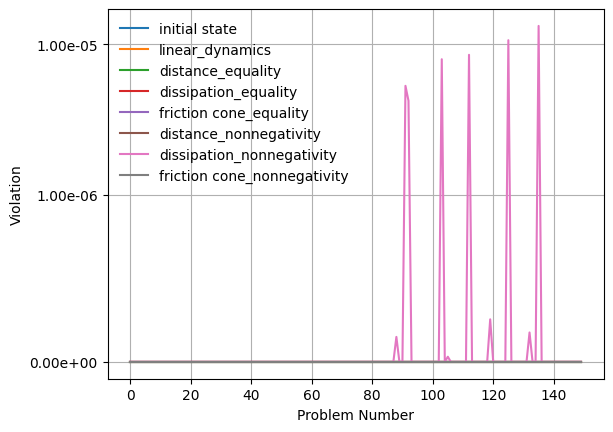 initial state
linear_dynamics
distance_equality
dissipation_equality
friction cone_equality
distance_nonnegativity
dissipation_nonnegativity
friction cone_nonnegativity
1.00e-05
1.00e-06
0.00e+00
Violation
0 20 40 60 80 100 120 140
Problem Number